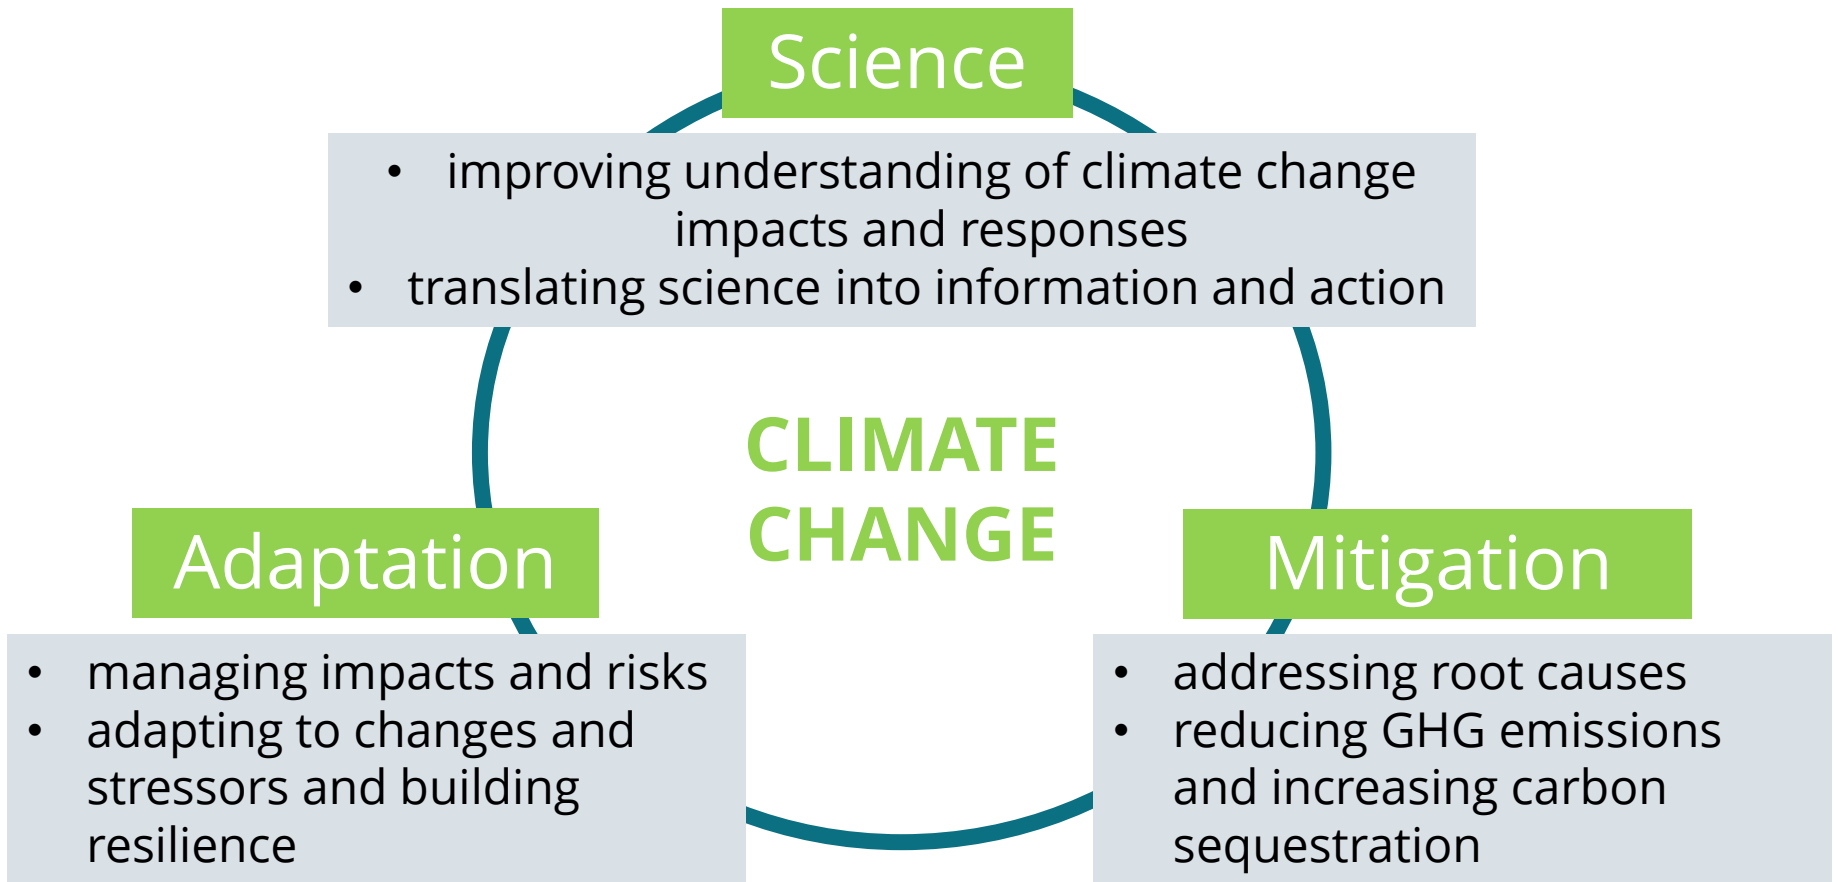 Science
• improving understanding of climate change
impacts and responses
• translating science into information and action
CLIMATE
CHANGE
Adaptation
• managing impacts and risks
• adapting to changes and
stressors and building
resilience
Mitigation
• addressing root causes
• reducing GHG emissions
and increasing carbon
sequestration